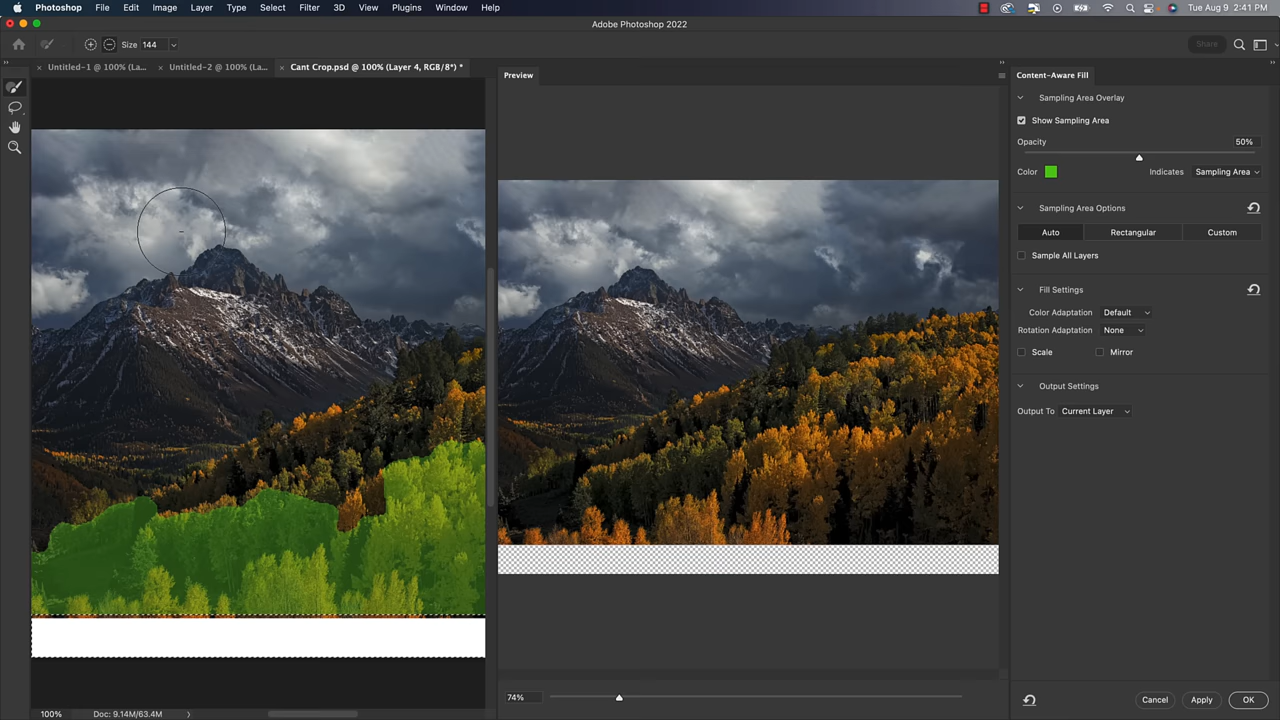 Photoshop File Edit Image Layer Type Select Filter 3D View Plugins Window Help Tue Aug 9 2:41 PM
Adobe Photoshop 2022
Size 144 Share
Untitled-1 @ 100% (La... Untitled-2 @ 100% (La... Cant Crop.psd @ 100% (Layer 4, RGB/8*) *
Preview
Content-Aware Fill
Sampling Area Overlay
Show Sampling Area
Opacity 50%
Color Indicates Sampling Area
Sampling Area Options
Auto Rectangular Custom
Sample All Layers
Fill Settings
Color Adaptation Default
Rotation Adaptation None
Scale Mirror
Output Settings
Output To Current Layer
74%
Cancel Apply OK
100% Doc: 9.14M/63.4M